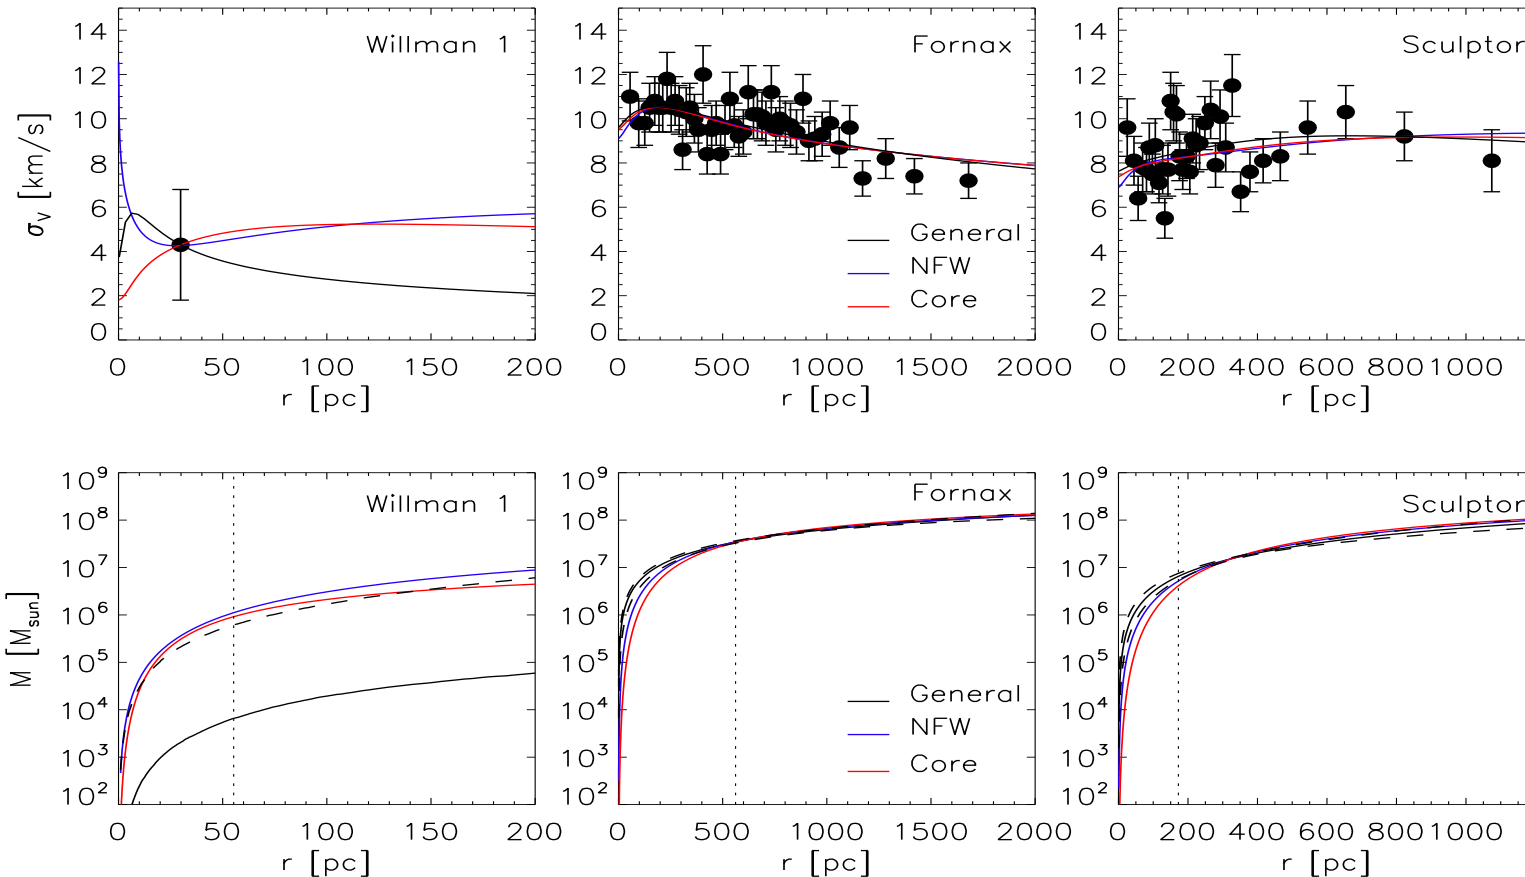 14
12
10
8
6
4
2
0
σV [km/s]
Willman 1
0 50 100 150 200
r [pc]
14
12
10
8
6
4
2
0
Fornax
General
NFW
Core
0 500 1000 1500 2000
r [pc]
14
12
10
8
6
4
2
0
Sculptor
0 200 400 600 800 1000
r [pc]
10^9
10^8
10^7
10^6
10^5
10^4
10^3
10^2
M [Msun]
Willman 1
0 50 100 150 200
r [pc]
10^9
10^8
10^7
10^6
10^5
10^4
10^3
10^2
Fornax
General
NFW
Core
0 500 1000 1500 2000
r [pc]
10^9
10^8
10^7
10^6
10^5
10^4
10^3
10^2
Sculptor
0 200 400 600 800 1000
r [pc]